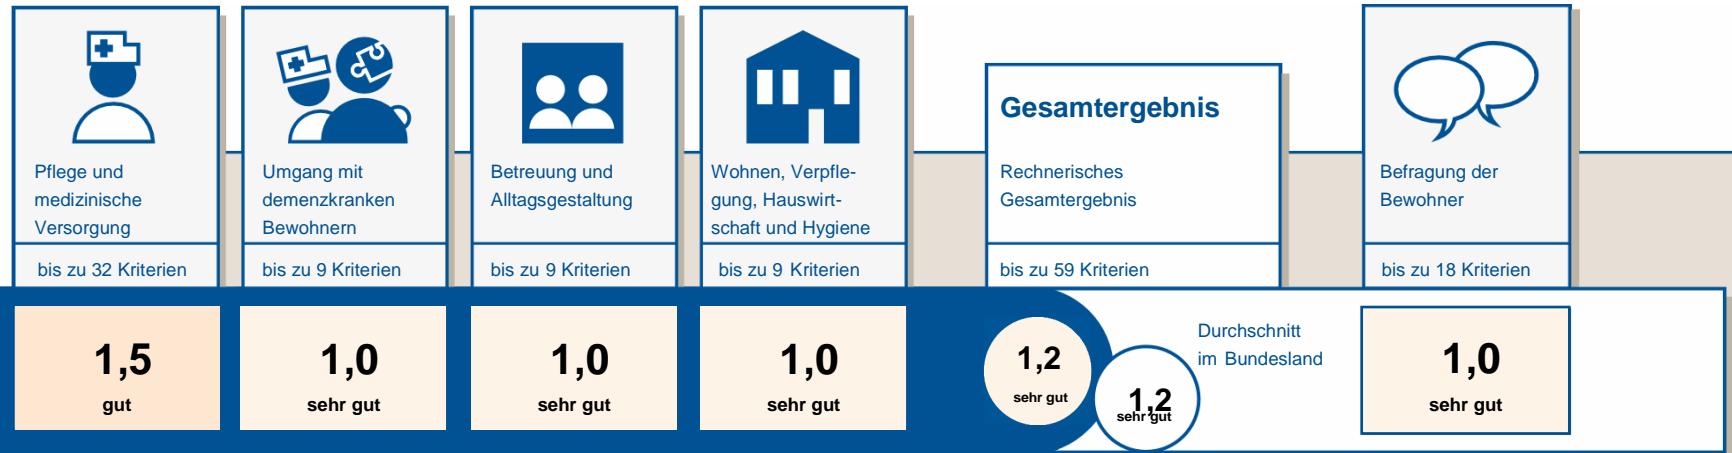 Pflege und
medizinische
Versorgung
bis zu 32 Kriterien
1,5
gut
Umgang mit
demenzkranken
Bewohnern
bis zu 9 Kriterien
1,0
sehr gut
Betreuung und
Alltagsgestaltung
bis zu 9 Kriterien
1,0
sehr gut
Wohnen, Verpfle-
gung, Hauswirt-
schaft und Hygiene
bis zu 9 Kriterien
1,0
sehr gut
Gesamtergebnis
Rechnerisches
Gesamtergebnis
bis zu 59 Kriterien
1,2
sehr gut
Durchschnitt
im Bundesland
1,2
sehr gut
Befragung der
Bewohner
bis zu 18 Kriterien
1,0
sehr gut